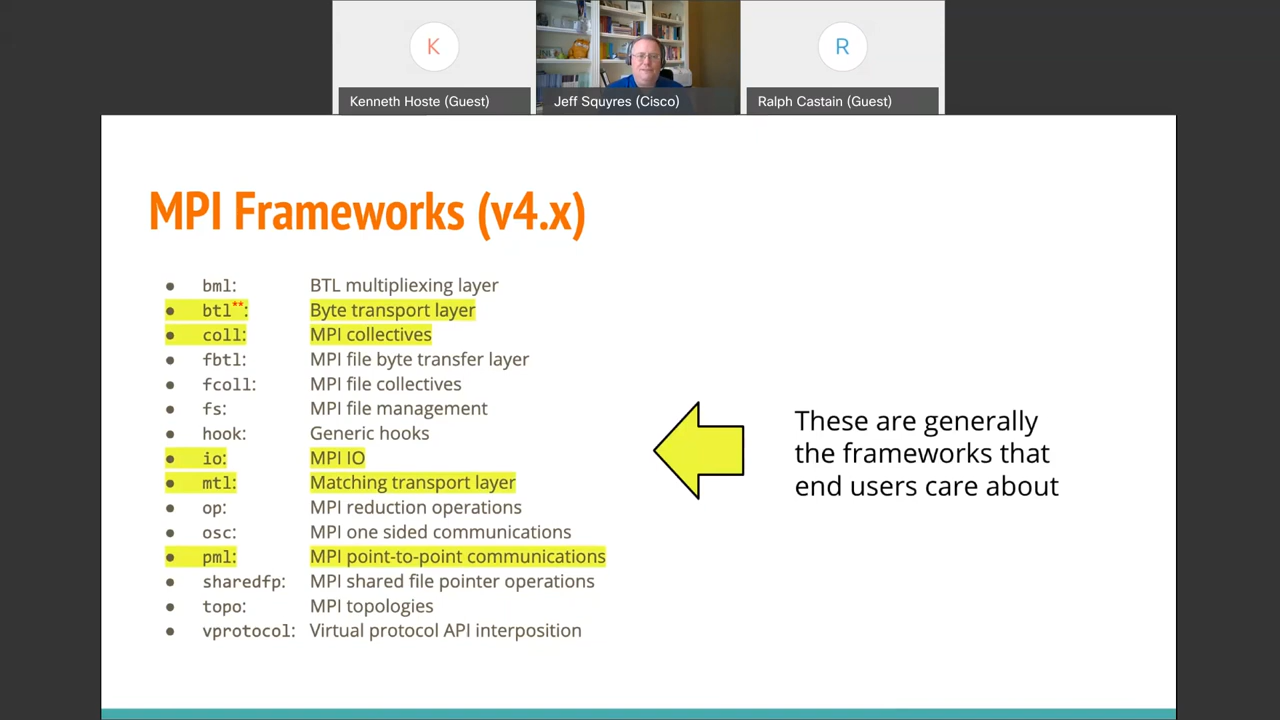 K
R
Kenneth Hoste (Guest)
Jeff Squyres (Cisco)
Ralph Castain (Guest)
MPI Frameworks (v4.x)
● bml: BTL multipliexing layer
● btl**: Byte transport layer
● coll: MPI collectives
● fbtl: MPI file byte transfer layer
● fcoll: MPI file collectives
● fs: MPI file management
● hook: Generic hooks
● io: MPI IO
● mtl: Matching transport layer
● op: MPI reduction operations
● osc: MPI one sided communications
● pml: MPI point-to-point communications
● sharedfp: MPI shared file pointer operations
● topo: MPI topologies
● vprotocol: Virtual protocol API interposition
These are generally
the frameworks that
end users care about